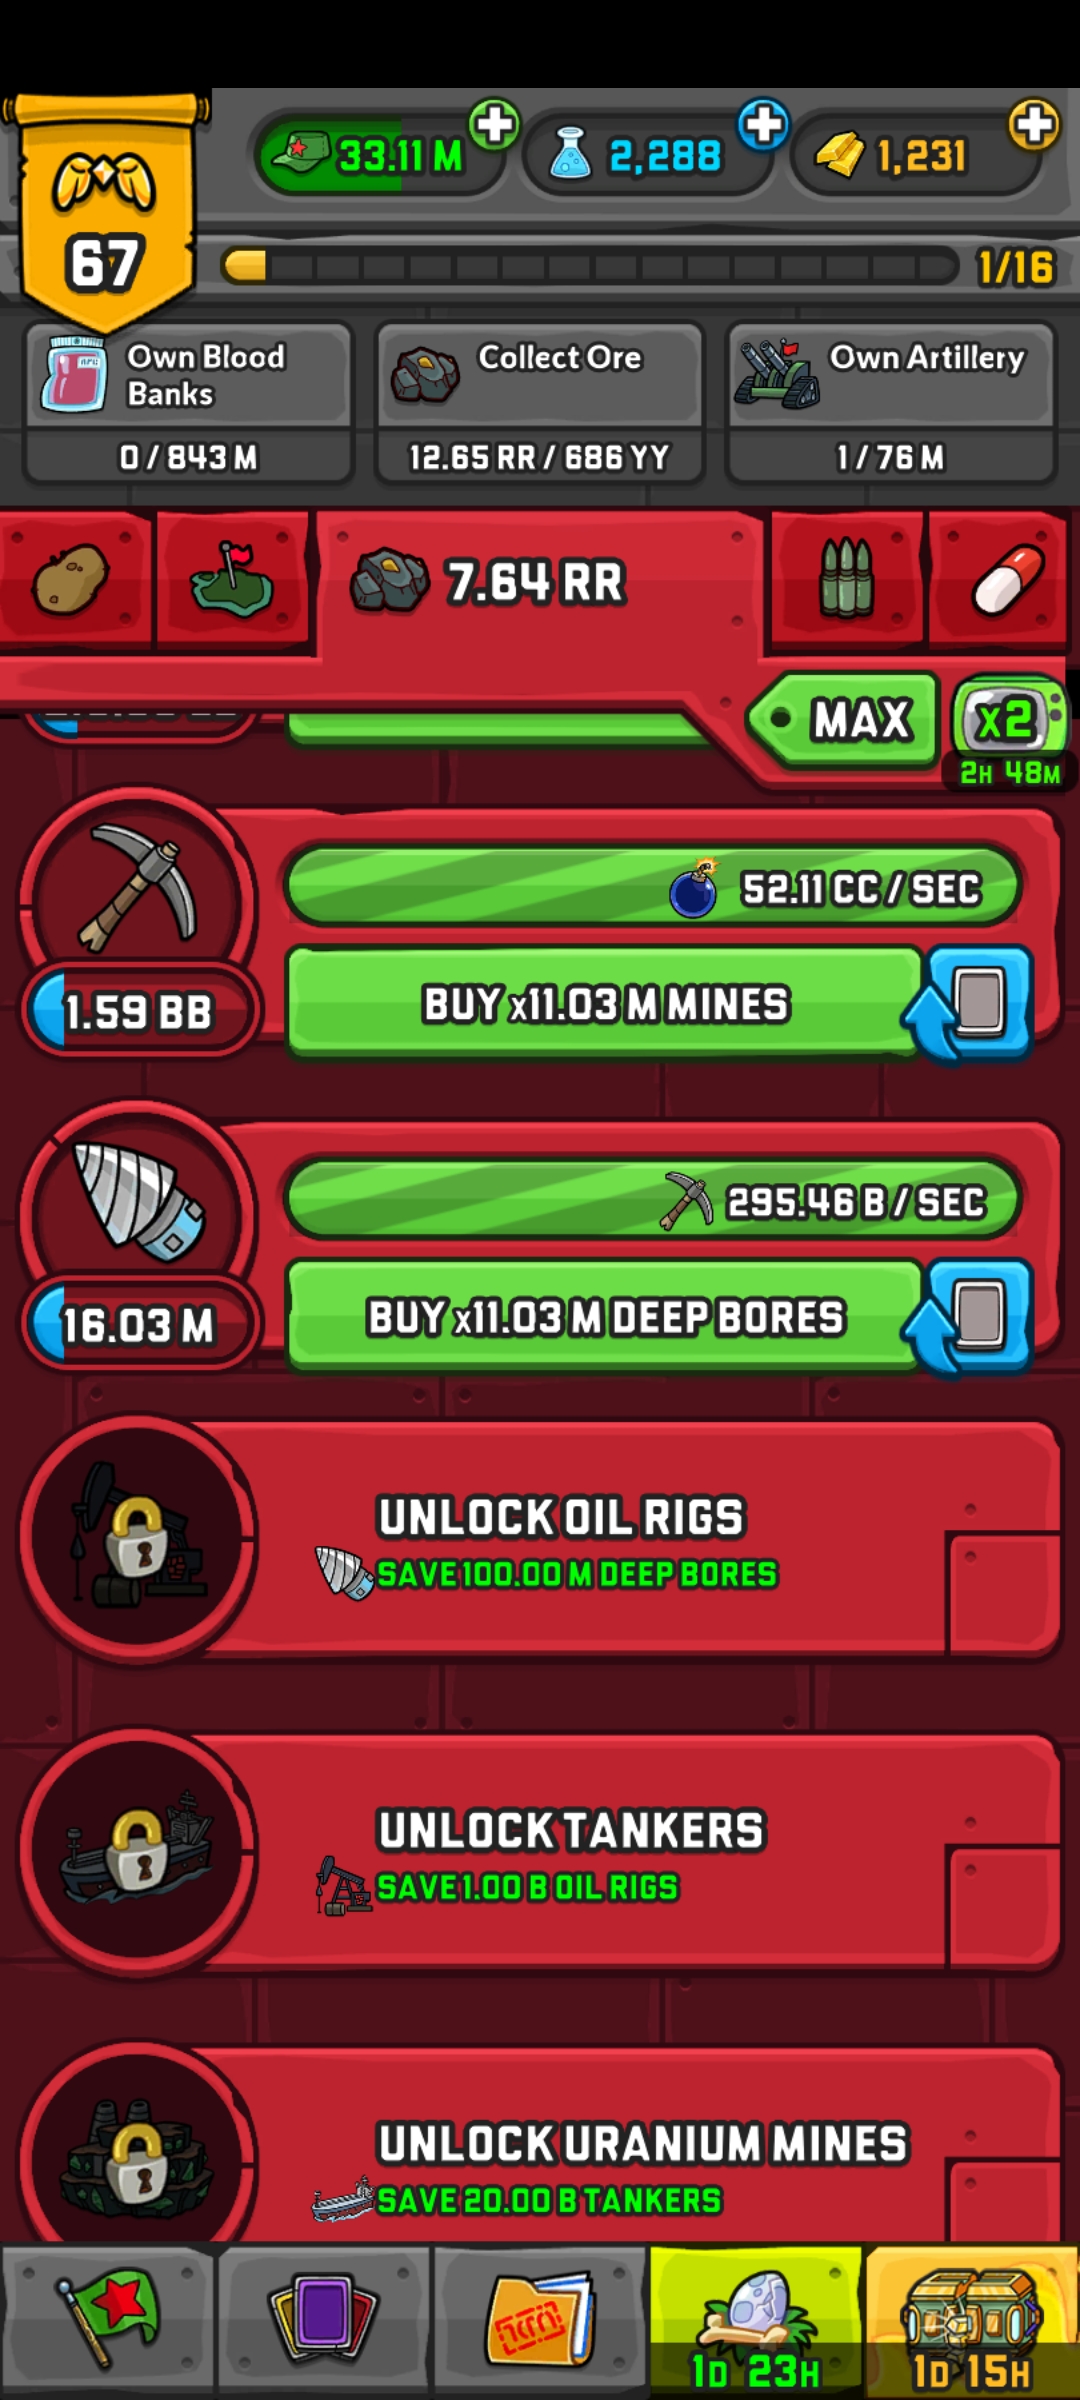 33.11 M
2,288
1,231
67
1/16
Own Blood
Banks
0 / 843 M
Collect Ore
12.65 RR / 686 YY
Own Artillery
1 / 76 M
7.64 RR
MAX
x2
2H 48M
52.11 CC / SEC
1.59 BB
BUY x11.03 M MINES
295.46 B / SEC
16.03 M
BUY x11.03 M DEEP BORES
UNLOCK OIL RIGS
SAVE 100.00 M DEEP BORES
UNLOCK TANKERS
SAVE 1.00 B OIL RIGS
UNLOCK URANIUM MINES
SAVE 20.00 B TANKERS
1D 23H
1D 15H